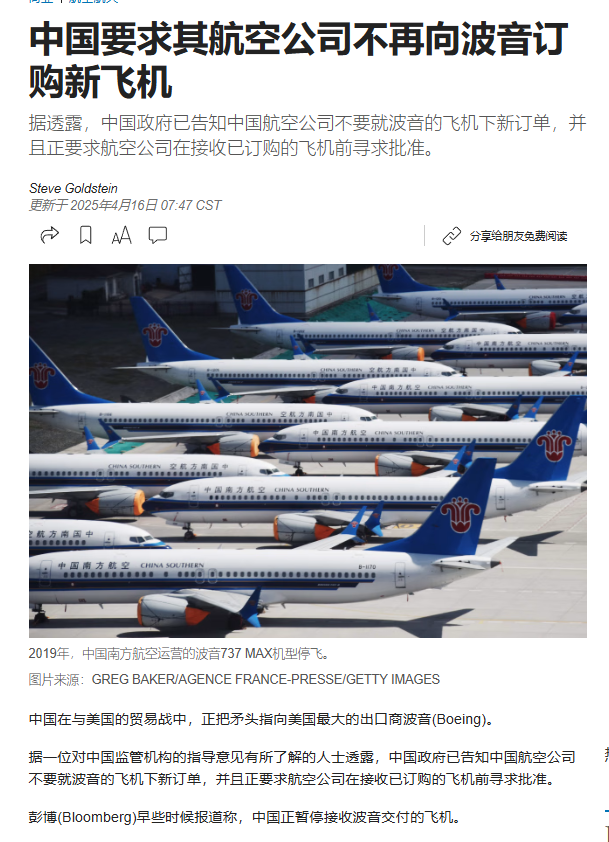 中国要求其航空公司不再向波音订
购新飞机
据透露，中国政府已告知中国航空公司不要就波音的飞机下新订单，并
且正要求航空公司在接收已订购的飞机前寻求批准。
Steve Goldstein
更新于 2025年4月16日 07:47 CST
分享给朋友免费阅读
CHINA SOUTHERN 空航方南国中
中国南方航空 CHINA SOUTHERN
中国南方航空 CHINA SOUTHERN
B-1170
2019年，中国南方航空运营的波音737 MAX机型停飞。
图片来源：GREG BAKER/AGENCE FRANCE-PRESSE/GETTY IMAGES
中国在与美国的贸易战中，正把矛头指向美国最大的出口商波音(Boeing)。
据一位对中国监管机构的指导意见有所了解的人士透露，中国政府已告知中国航空公司
不要就波音的飞机下新订单，并且正要求航空公司在接收已订购的飞机前寻求批准。
彭博(Bloomberg)早些时候报道称，中国正暂停接收波音交付的飞机。